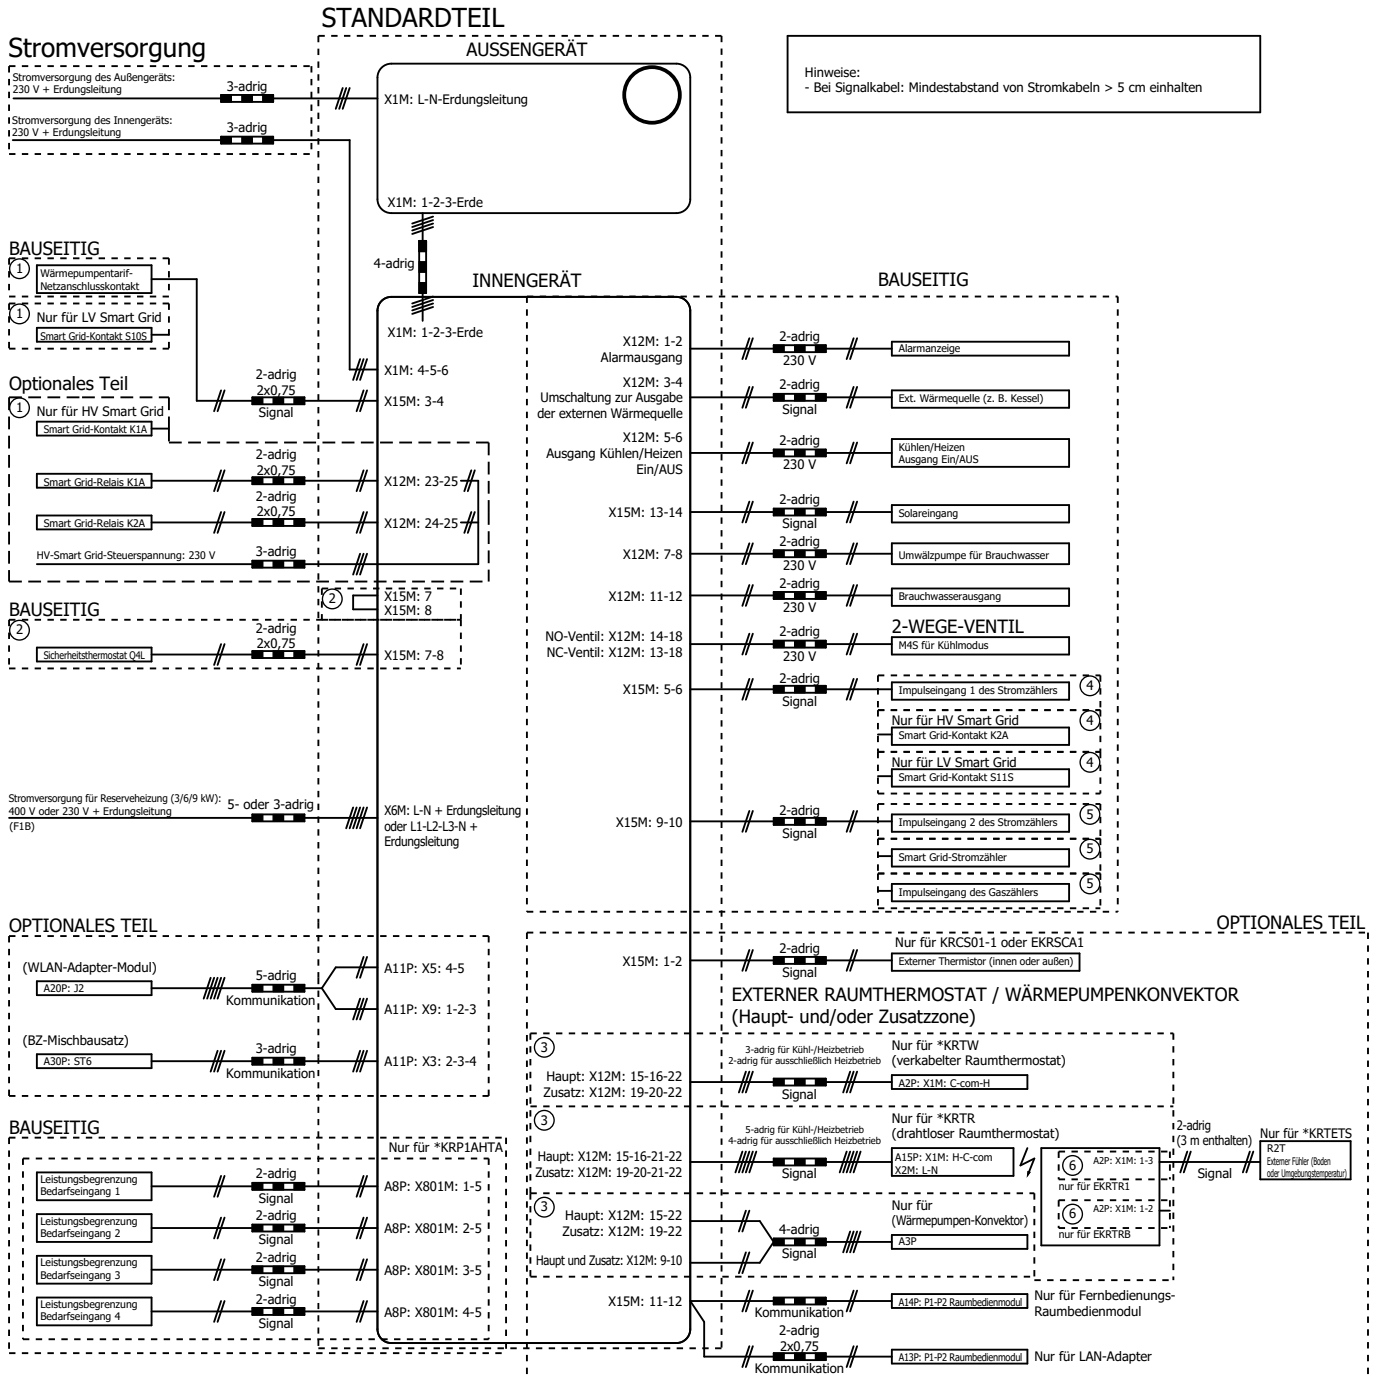 STANDARDTEIL
Stromversorgung
AUSSENGERÄT
Stromversorgung des Außengeräts:
230 V + Erdungsleitung
3-adrig
X1M: L-N-Erdungsleitung
Stromversorgung des Innengeräts:
230 V + Erdungsleitung
3-adrig
X1M: 1-2-3-Erde
Hinweise:
- Bei Signalkabel: Mindestabstand von Stromkabeln > 5 cm einhalten
4-adrig
BAUSEITIG
1
Wärmepumpentarif-
Netzanschlusskontakt
1
Nur für LV Smart Grid
Smart Grid-Kontakt S10S
INNENGERÄT
X1M: 1-2-3-Erde
X1M: 4-5-6
Optionales Teil
2-adrig
2x0,75
Signal
X15M: 3-4
1
Nur für HV Smart Grid
Smart Grid-Kontakt K1A
Smart Grid-Relais K1A
2-adrig
2x0,75
X12M: 23-25
Smart Grid-Relais K2A
2-adrig
2x0,75
X12M: 24-25
HV-Smart Grid-Steuerspannung: 230 V
3-adrig
2
X15M: 7
X15M: 8
BAUSEITIG
2
Sicherheitsthermostat Q4L
2-adrig
2x0,75
X15M: 7-8
Stromversorgung für Reserveheizung (3/6/9 kW):
400 V oder 230 V + Erdungsleitung
(F1B)
5- oder 3-adrig
X6M: L-N + Erdungsleitung
oder L1-L2-L3-N +
Erdungsleitung
OPTIONALES TEIL
(WLAN-Adapter-Modul)
A20P: J2
5-adrig
Kommunikation
A11P: X5: 4-5
A11P: X9: 1-2-3
(BZ-Mischbausatz)
A30P: ST6
3-adrig
Kommunikation
A11P: X3: 2-3-4
BAUSEITIG
Nur für *KRP1AHTA
Leistungsbegrenzung
Bedarfseingang 1
2-adrig
Signal
A8P: X801M: 1-5
Leistungsbegrenzung
Bedarfseingang 2
2-adrig
Signal
A8P: X801M: 2-5
Leistungsbegrenzung
Bedarfseingang 3
2-adrig
Signal
A8P: X801M: 3-5
Leistungsbegrenzung
Bedarfseingang 4
2-adrig
Signal
A8P: X801M: 4-5
BAUSEITIG
X12M: 1-2
Alarmausgang
2-adrig
230 V
Alarmanzeige
X12M: 3-4
Umschaltung zur Ausgabe
der externen Wärmequelle
2-adrig
Signal
Ext. Wärmequelle (z. B. Kessel)
X12M: 5-6
Ausgang Kühlen/Heizen
Ein/AUS
2-adrig
230 V
Kühlen/Heizen
Ausgang Ein/AUS
X15M: 13-14
2-adrig
Signal
Solareingang
X12M: 7-8
2-adrig
230 V
Umwälzpumpe für Brauchwasser
X12M: 11-12
2-adrig
230 V
Brauchwasserausgang
2-WEGE-VENTIL
NO-Ventil: X12M: 14-18
NC-Ventil: X12M: 13-18
2-adrig
230 V
M4S für Kühlmodus
X15M: 5-6
2-adrig
Signal
Impulseingang 1 des Stromzählers
4
Nur für HV Smart Grid
Smart Grid-Kontakt K2A
4
Nur für LV Smart Grid
Smart Grid-Kontakt S11S
4
X15M: 9-10
2-adrig
Signal
Impulseingang 2 des Stromzählers
5
Smart Grid-Stromzähler
5
Impulseingang des Gaszählers
5
OPTIONALES TEIL
X15M: 1-2
2-adrig
Signal
Nur für KRCS01-1 oder EKRSCA1
Externer Thermistor (innen oder außen)
EXTERNER RAUMTHERMOSTAT / WÄRMEPUMPENKONVEKTOR
(Haupt- und/oder Zusatzzone)
3
Haupt: X12M: 15-16-22
Zusatz: X12M: 19-20-22
3-adrig für Kühl-/Heizbetrieb
2-adrig für ausschließlich Heizbetrieb
Signal
Nur für *KRTW
(verkabelter Raumthermostat)
A2P: X1M: C-com-H
3
Haupt: X12M: 15-16-21-22
Zusatz: X12M: 19-20-21-22
5-adrig für Kühl-/Heizbetrieb
4-adrig für ausschließlich Heizbetrieb
Signal
Nur für *KRTR
(drahtloser Raumthermostat)
A15P: X1M: H-C-com
X2M: L-N
6
A2P: X1M: 1-3
nur für EKRTR1
6
A2P: X1M: 1-2
nur für EKRTRB
2-adrig
(3 m enthalten)
Signal
Nur für *KRTETS
R2T
Externer Fühler (Boden
oder Umgebungstemperatur)
3
Haupt: X12M: 15-22
Zusatz: X12M: 19-22
Haupt und Zusatz: X12M: 9-10
4-adrig
Signal
Nur für
(Wärmepumpen-Konvektor)
A3P
X15M: 11-12
Kommunikation
A14P: P1-P2 Raumbedienmodul
Nur für Fernbedienungs-
Raumbedienmodul
2-adrig
2x0,75
Kommunikation
A13P: P1-P2 Raumbedienmodul
Nur für LAN-Adapter